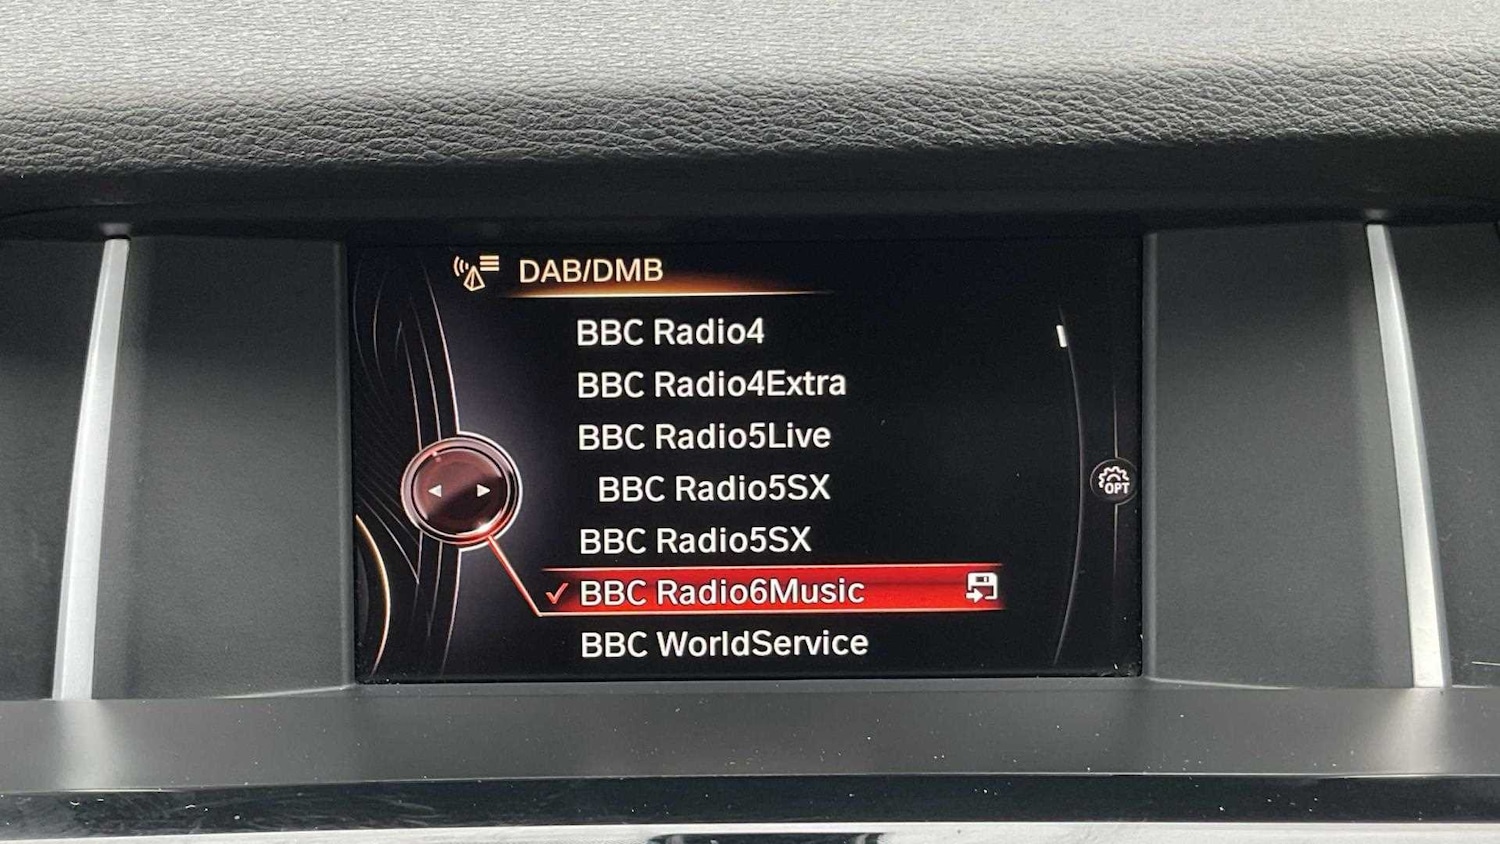 DAB/DMB
BBC Radio4
BBC Radio4Extra
BBC Radio5Live
BBC Radio5SX
BBC Radio5SX
BBC Radio6Music
BBC WorldService
OPT